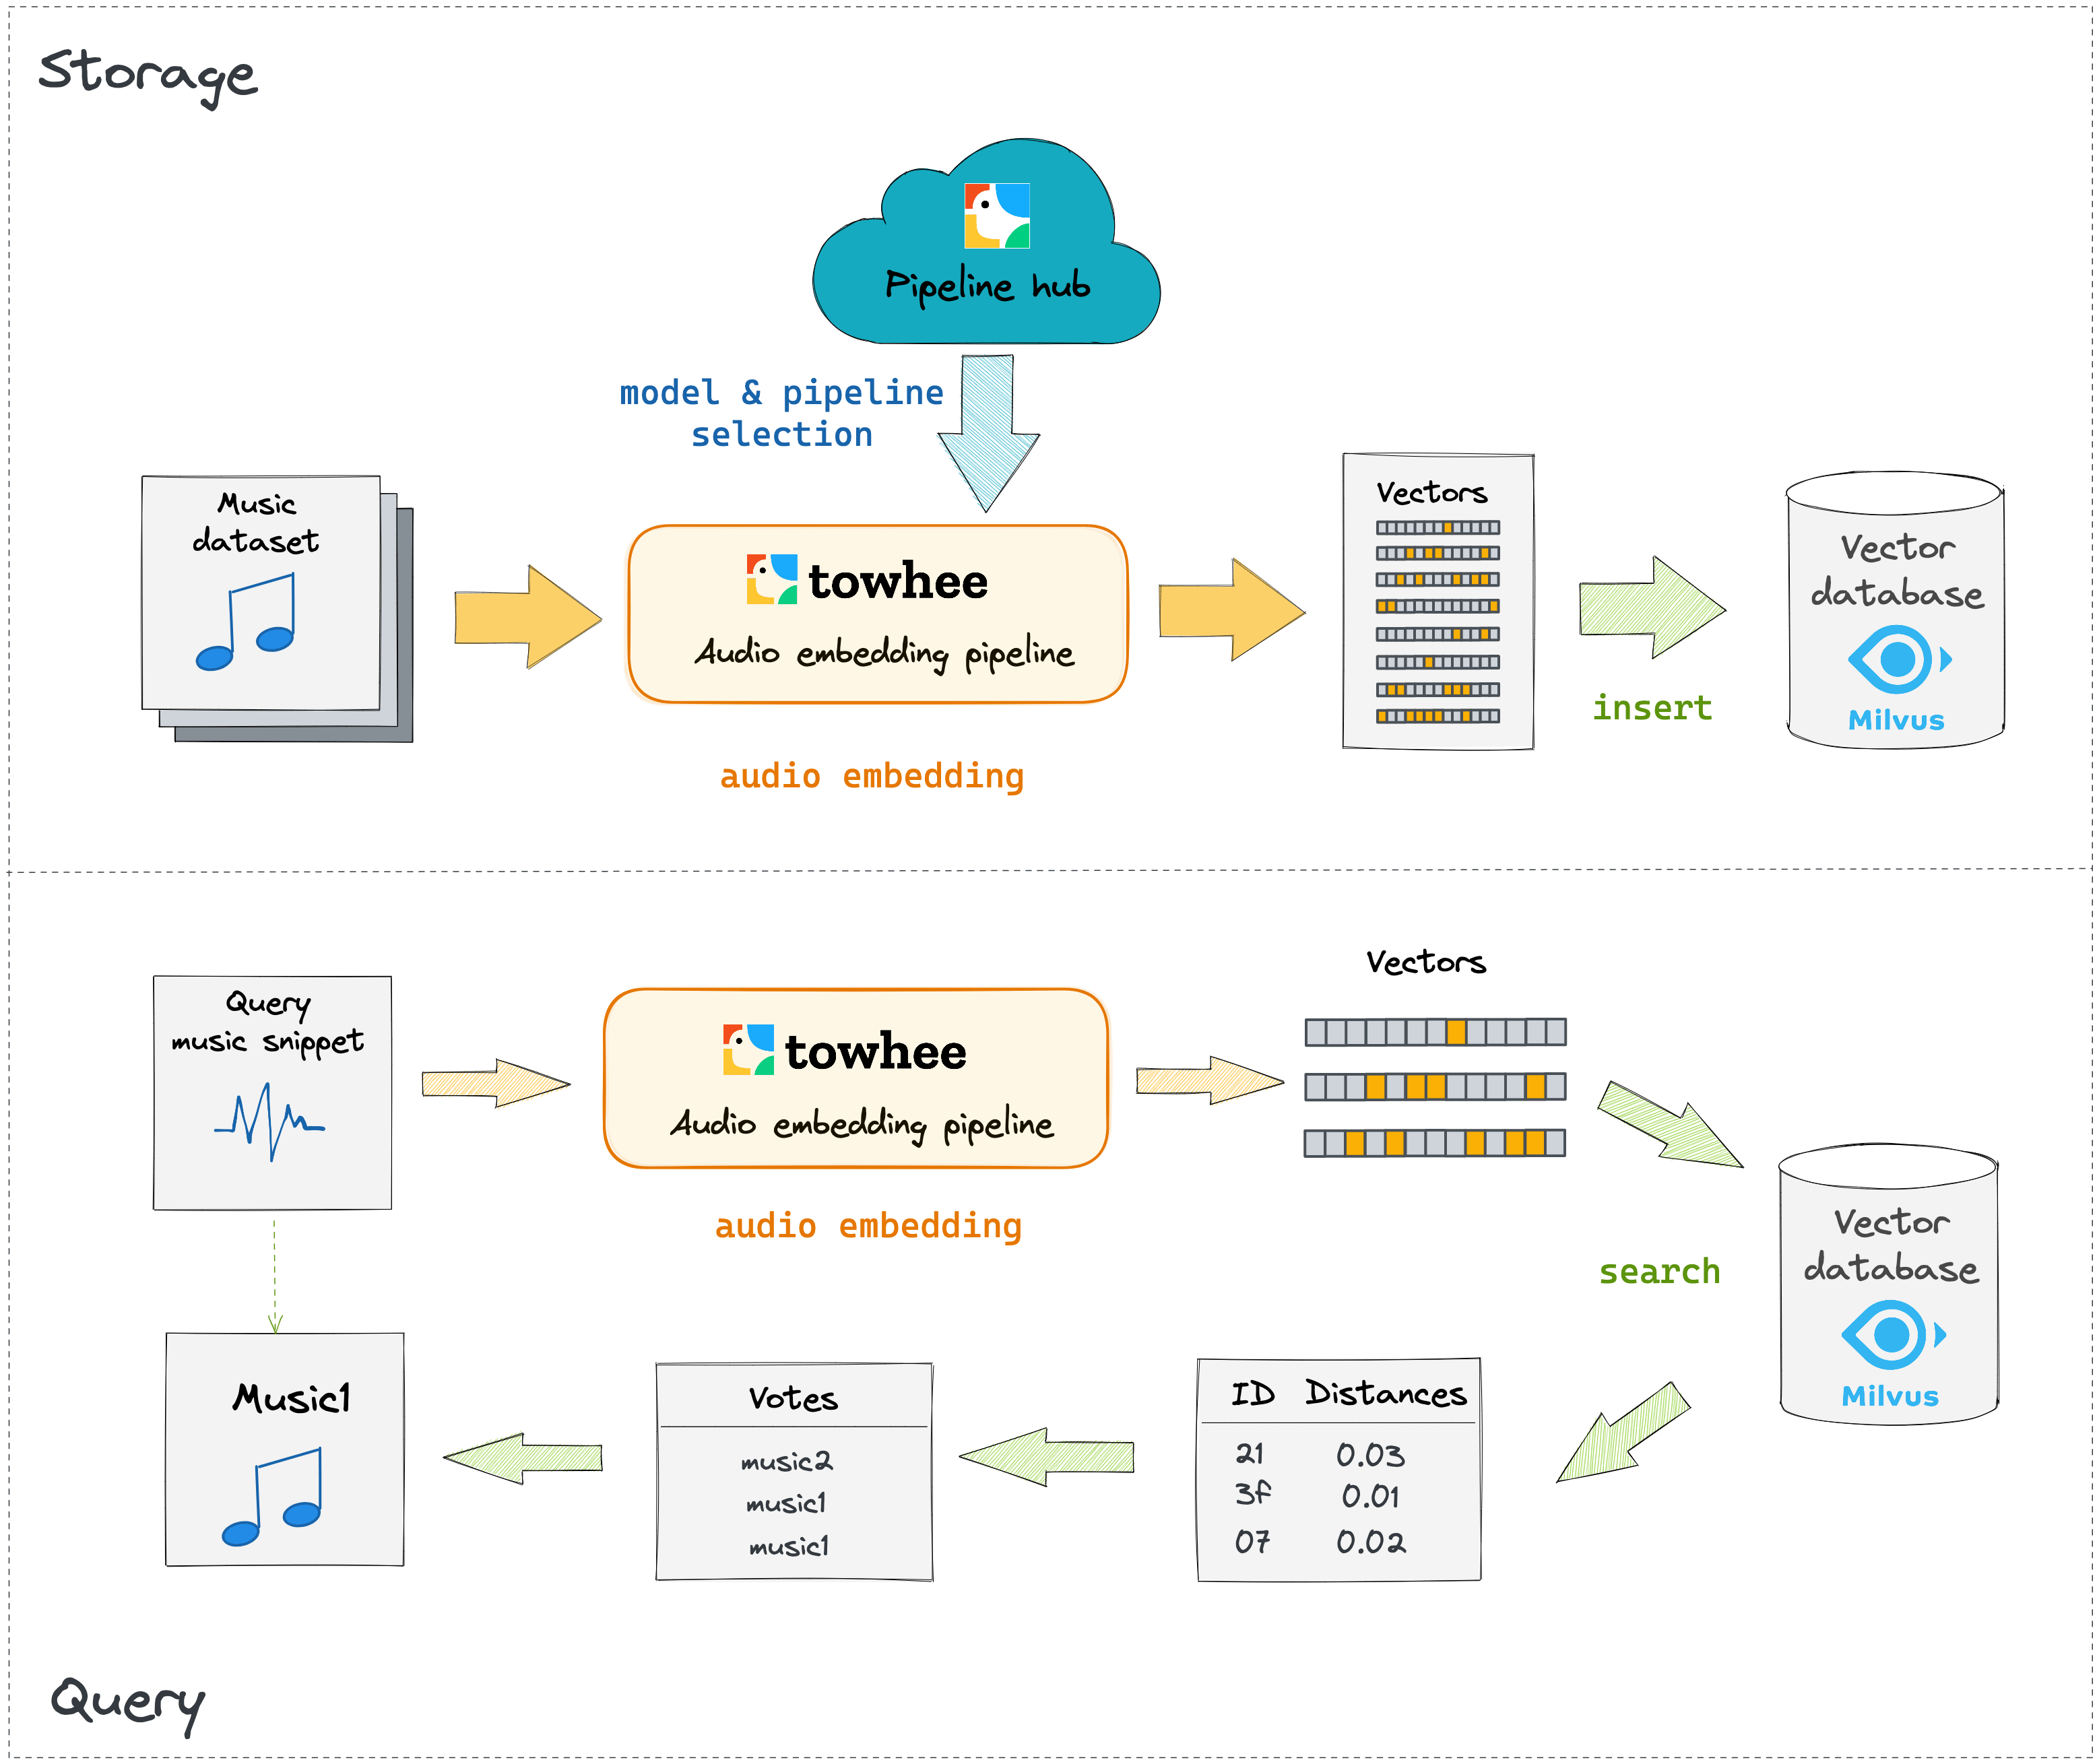 Storage
Pipeline hub
model & pipeline
selection
Music
dataset
towhee
Audio embedding pipeline
audio embedding
Vectors
insert
Vector
database
Milvus
Query
music snippet
towhee
Audio embedding pipeline
audio embedding
Vectors
search
Vector
database
Milvus
ID Distances
21 0.03
3f 0.01
07 0.02
Votes
music2
music1
music1
Music1
Query